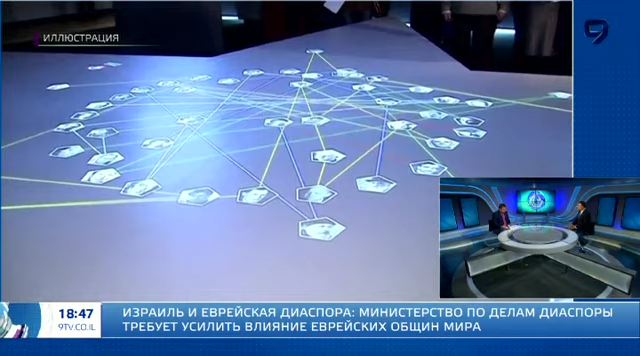 ИЛЛЮСТРАЦИЯ
9
18:47
9TV.CO.IL
ИЗРАИЛЬ И ЕВРЕЙСКАЯ ДИАСПОРА: МИНИСТЕРСТВО ПО ДЕЛАМ ДИАСПОРЫ
ТРЕБУЕТ УСИЛИТЬ ВЛИЯНИЕ ЕВРЕЙСКИХ ОБЩИН МИРА